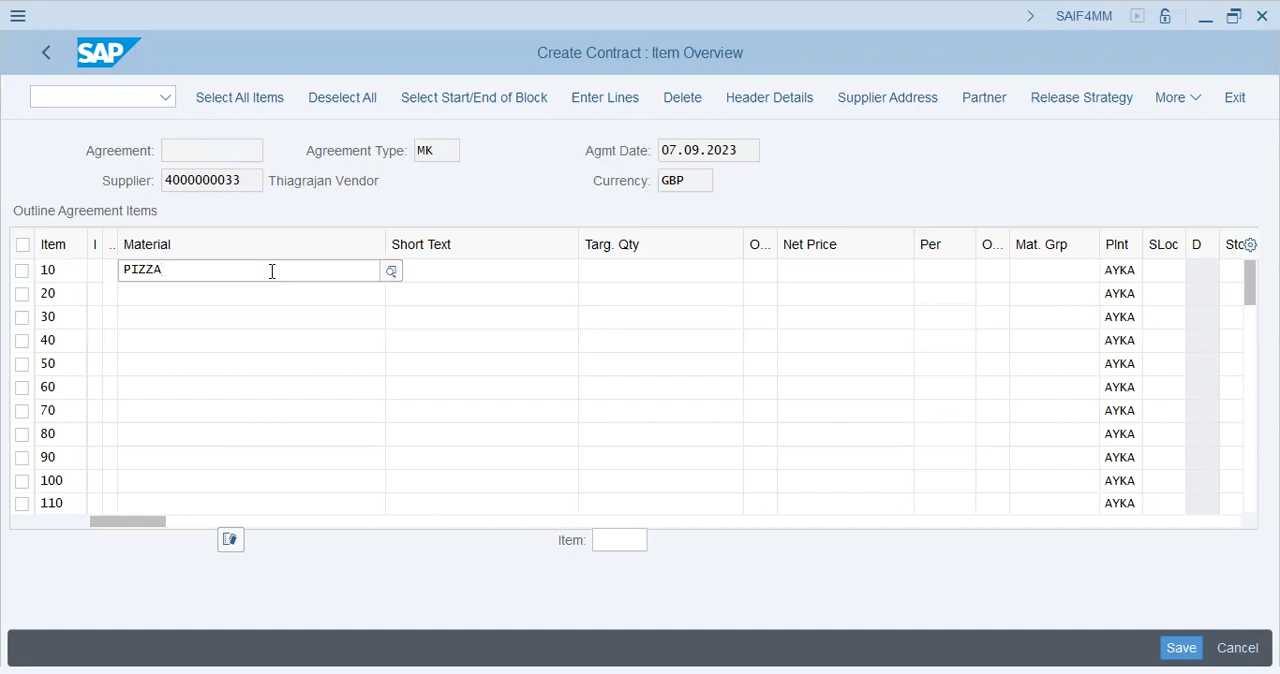 SAIF4MM
SAP Create Contract : Item Overview
Select All Items Deselect All Select Start/End of Block Enter Lines Delete Header Details Supplier Address Partner Release Strategy More Exit
Agreement: Agreement Type: MK Agmt Date: 07.09.2023
Supplier: 4000000033 Thiagrajan Vendor Currency: GBP
Outline Agreement Items
Item I .. Material Short Text Targ. Qty O... Net Price Per O... Mat. Grp Plnt SLoc D Sto
10 PIZZA AYKA
20 AYKA
30 AYKA
40 AYKA
50 AYKA
60 AYKA
70 AYKA
80 AYKA
90 AYKA
100 AYKA
110 AYKA
Item:
Save Cancel